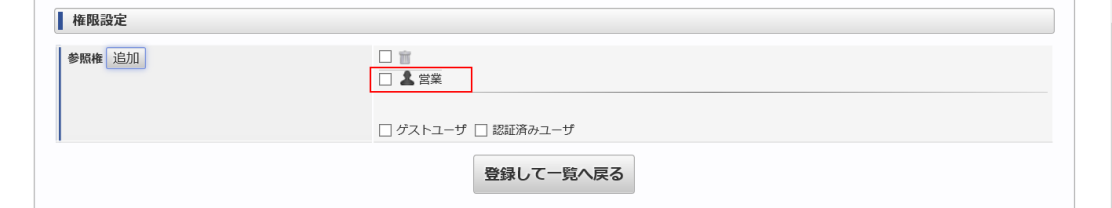 権限設定
参照権 追加
営業
ゲストユーザ 認証済みユーザ
登録して一覧へ戻る